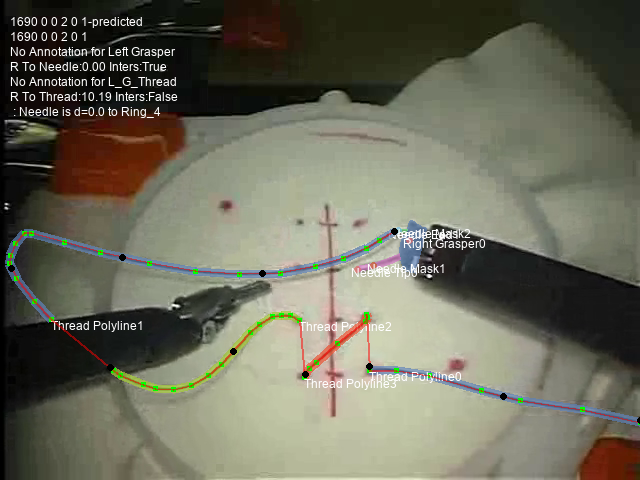 1690 0 0 2 0 1-predicted
1690 0 0 2 0 1
No Annotation for Left Grasper
R To Needle:0.00 Inters:True
No Annotation for L_G_Thread
R To Thread:10.19 Inters:False
: Needle is d=0.0 to Ring_4
Needle Mask2
Right Grasper0
Needle Mask1
Needle Tip0
Thread Polyline1
Thread Polyline2
Thread Polyline0
Thread Polyline3